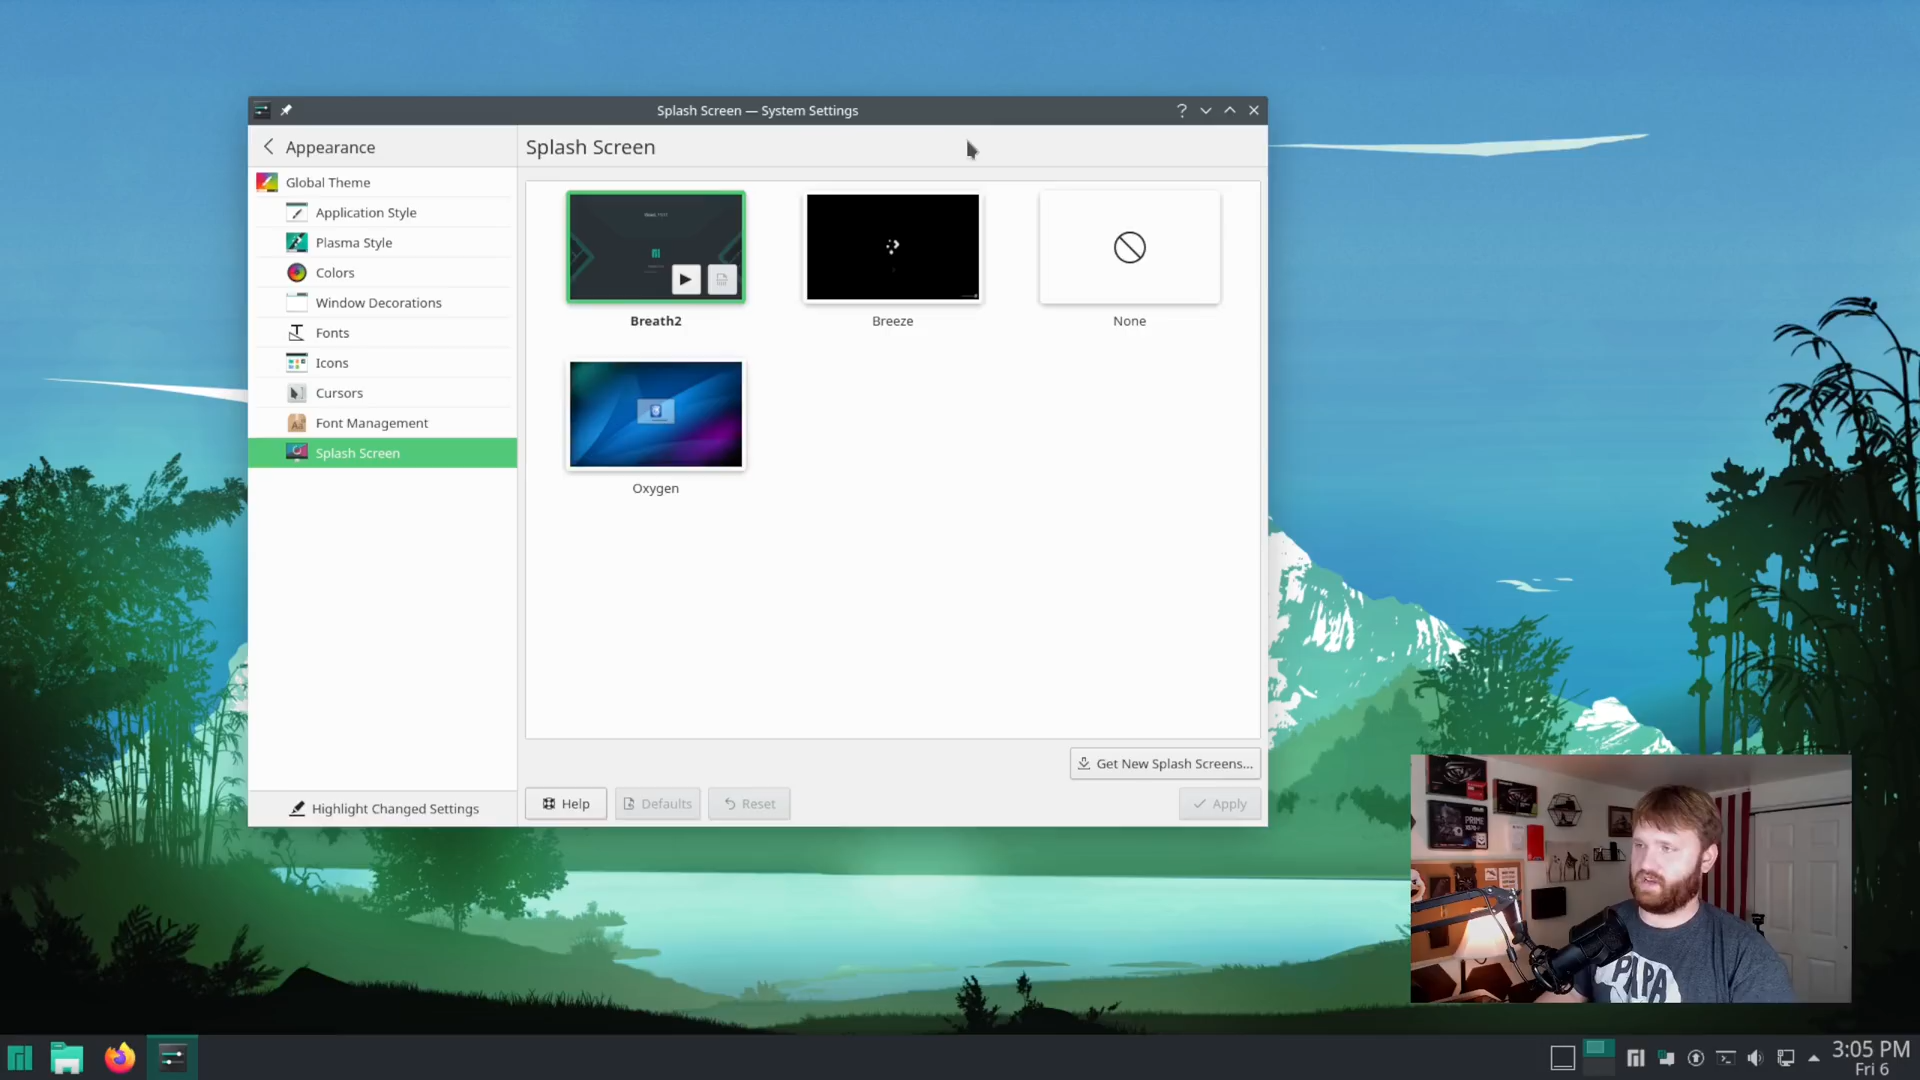 Splash Screen — System Settings
Appearance
Splash Screen
Global Theme
Application Style
Plasma Style
Colors
Window Decorations
Fonts
Icons
Cursors
Font Management
Splash Screen
Breath2
Breeze
None
Oxygen
Get New Splash Screens...
Highlight Changed Settings
Help
Defaults
Reset
Apply
PRIME
PAPA
3:05 PM
Fri 6